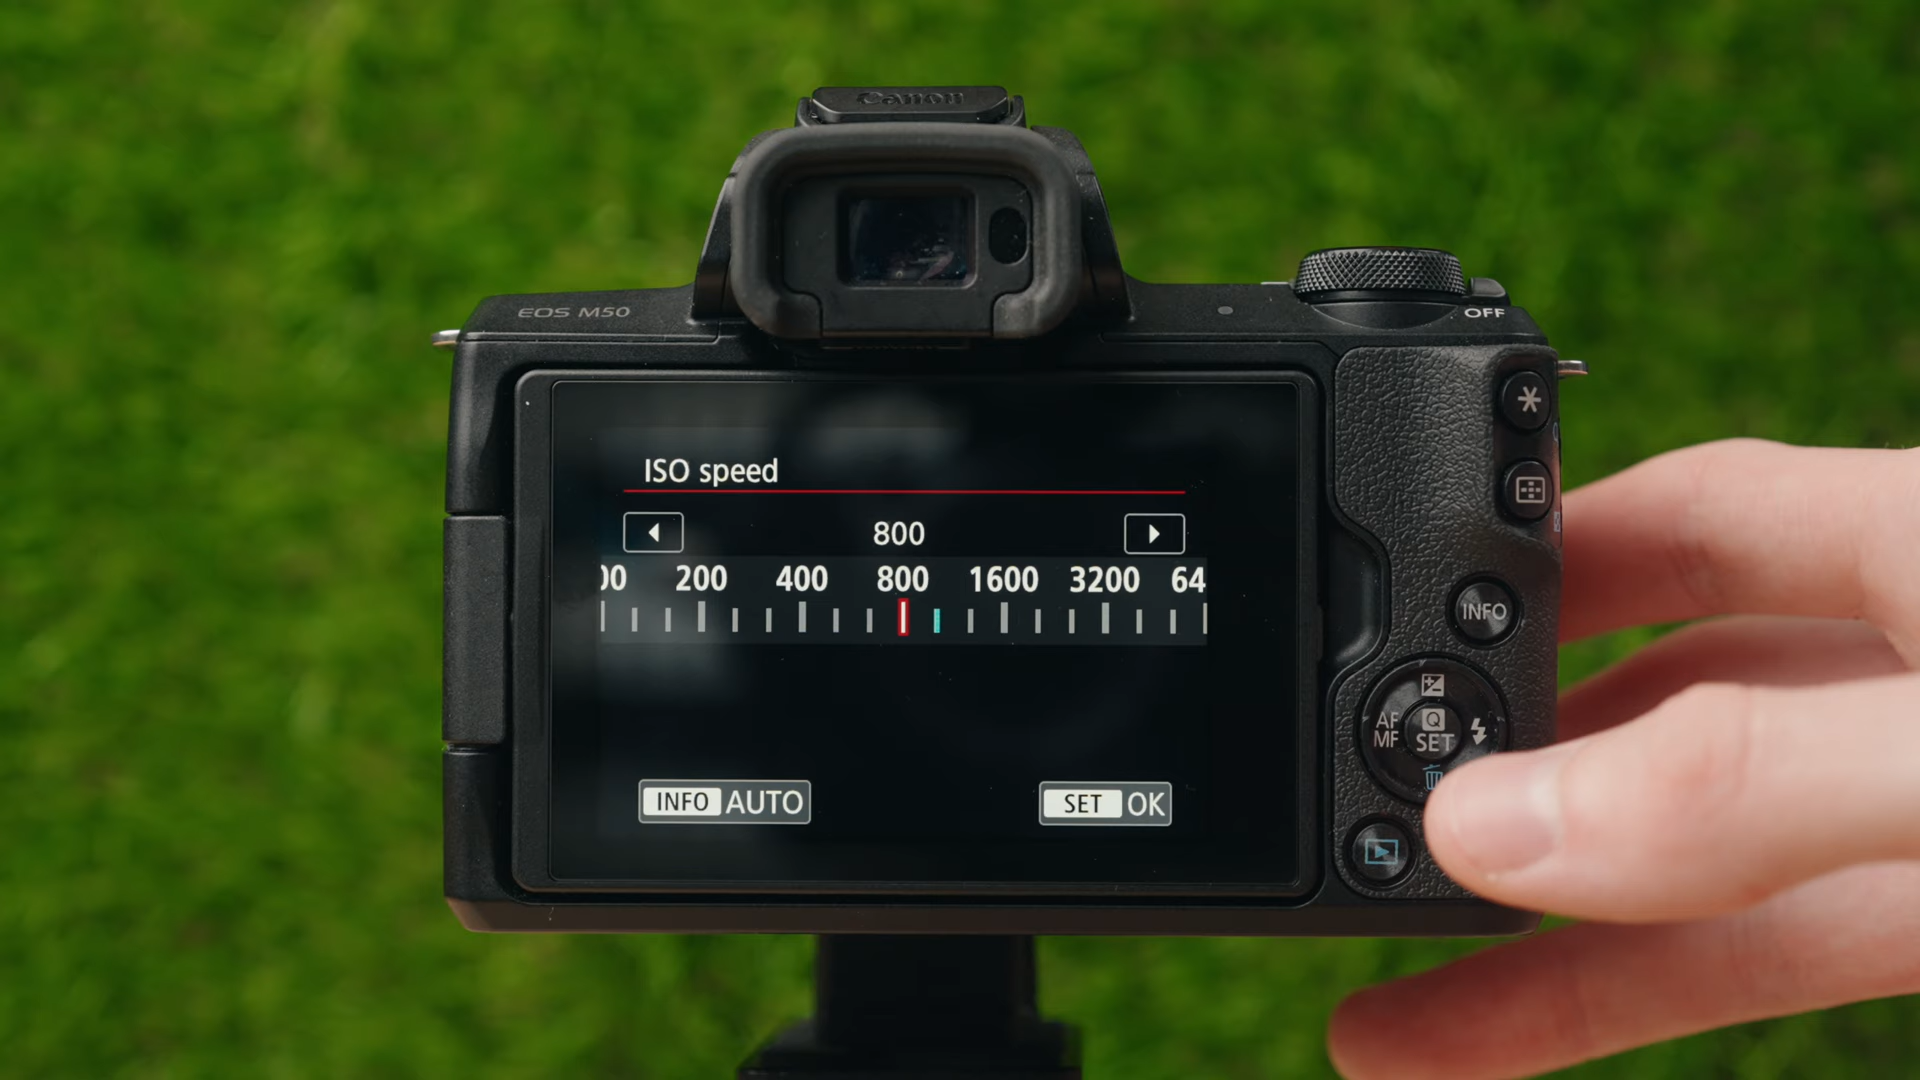 Canon
EOS M50
OFF
ISO speed
800
00 200 400 800 1600 3200 64
INFO AUTO
SET OK
INFO
AF
MF
Q
SET